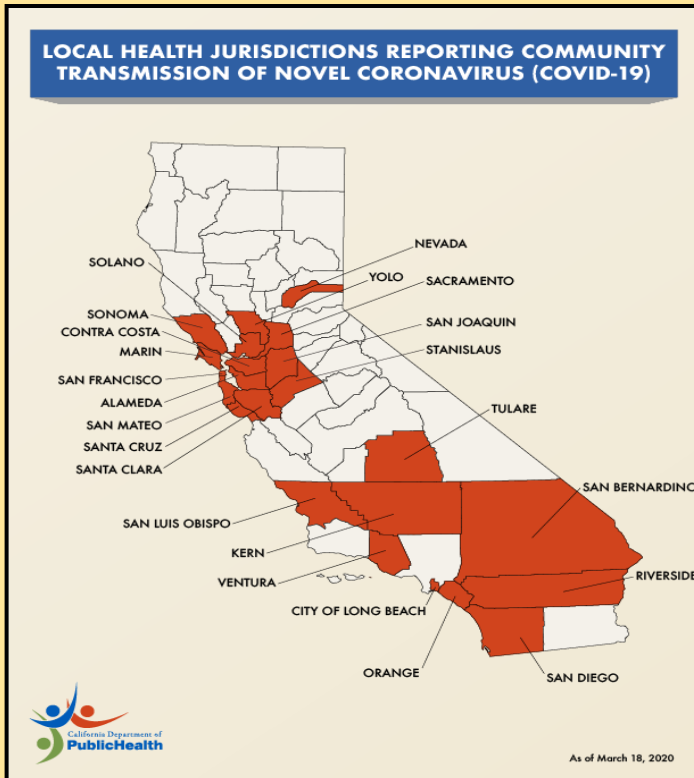 LOCAL HEALTH JURISDICTIONS REPORTING COMMUNITY
TRANSMISSION OF NOVEL CORONAVIRUS (COVID-19)
NEVADA
SOLANO
YOLO
SACRAMENTO
SONOMA
SAN JOAQUIN
CONTRA COSTA
MARIN
STANISLAUS
SAN FRANCISCO
ALAMEDA
TULARE
SAN MATEO
SANTA CRUZ
SANTA CLARA
SAN BERNARDINO
SAN LUIS OBISPO
KERN
RIVERSIDE
VENTURA
CITY OF LONG BEACH
ORANGE
SAN DIEGO
California Department of
PublicHealth
As of March 18, 2020